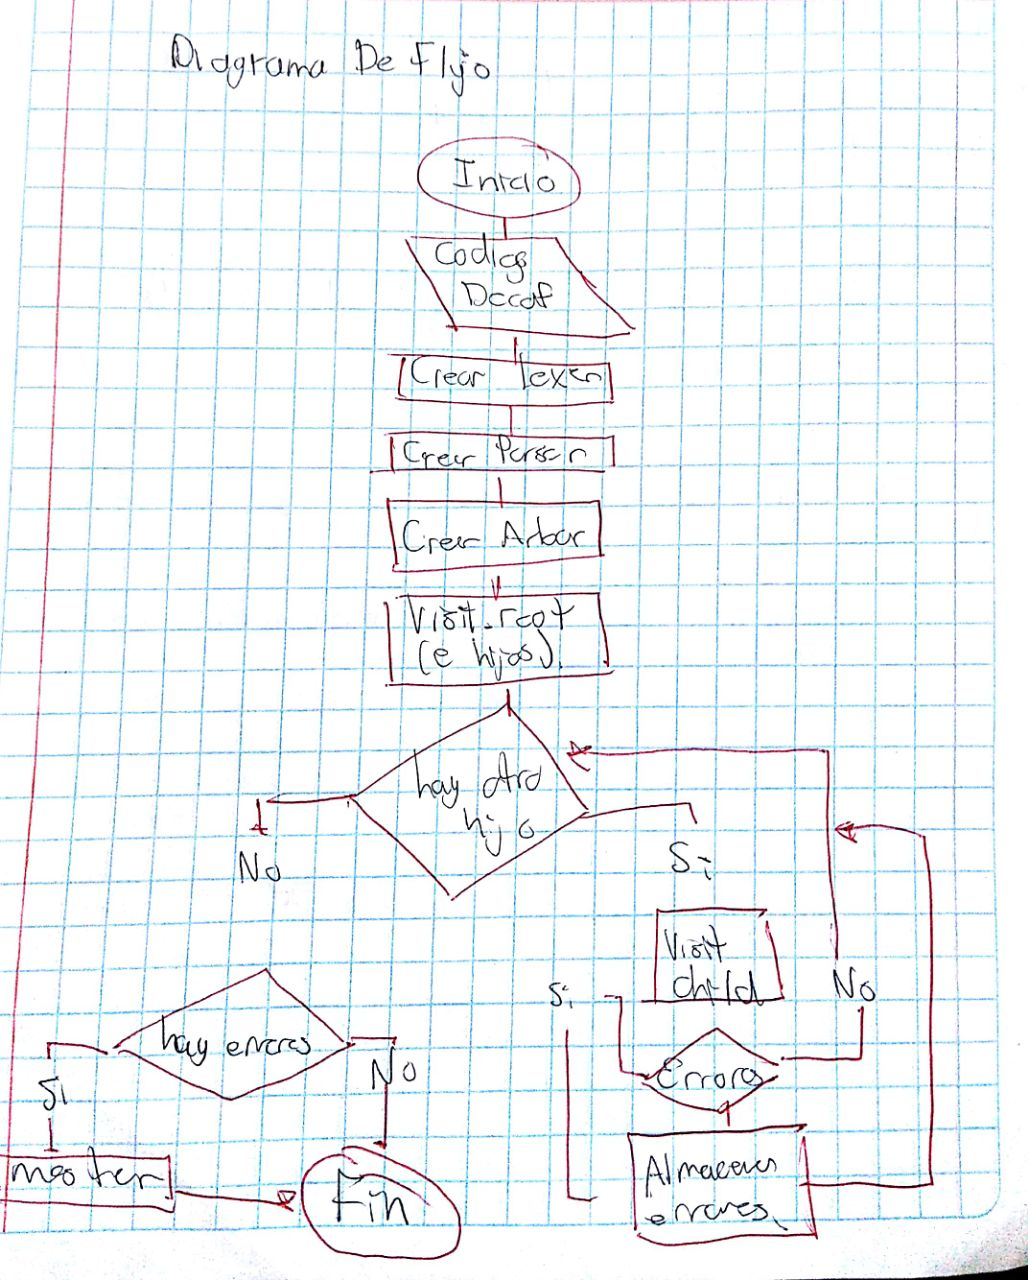 Diagrama De Flujo
Inicio
Codigo
Decaf
Crear lexer
Crear Parser
Crear Arbor
Visit.root
(e hijos).
hay otro
hijo
No
Si
Visit
child
Si
No
hay errores
Errores
Si
No
mostrar
Fin
Almacenar
errores.